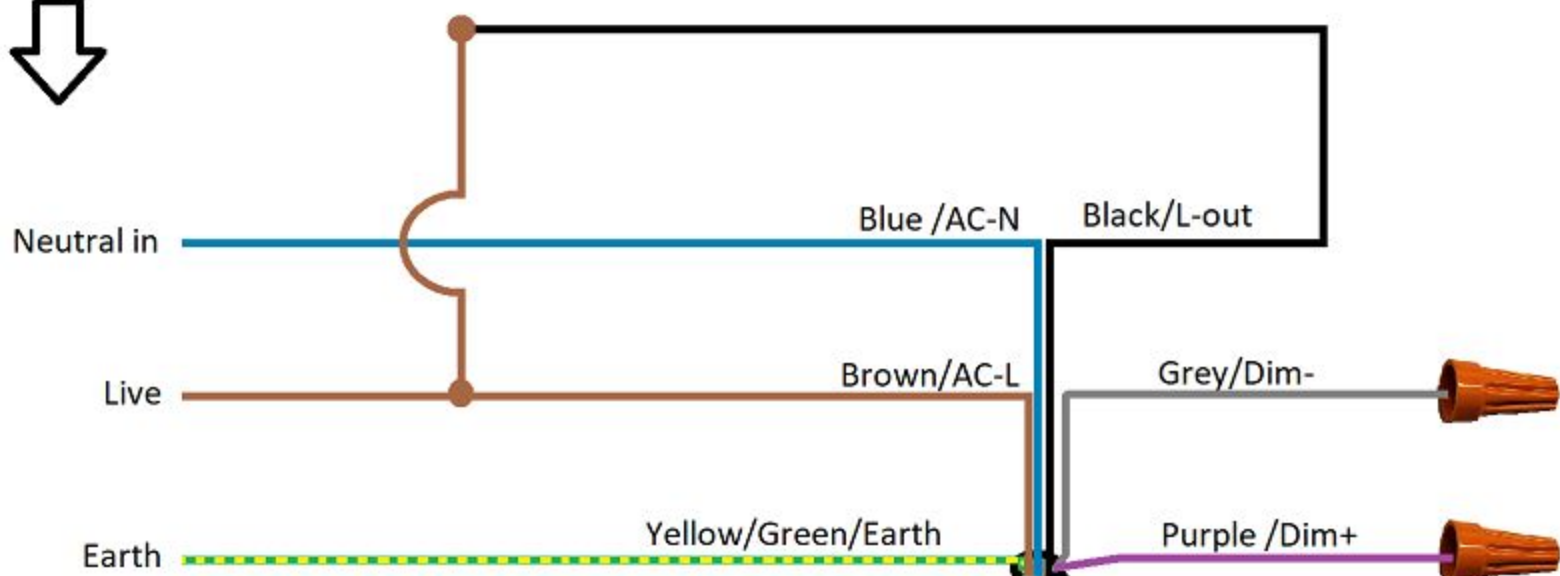 Neutral in
Blue /AC-N
Black/L-out
Live
Brown/AC-L
Grey/Dim-
Earth
Yellow/Green/Earth
Purple /Dim+